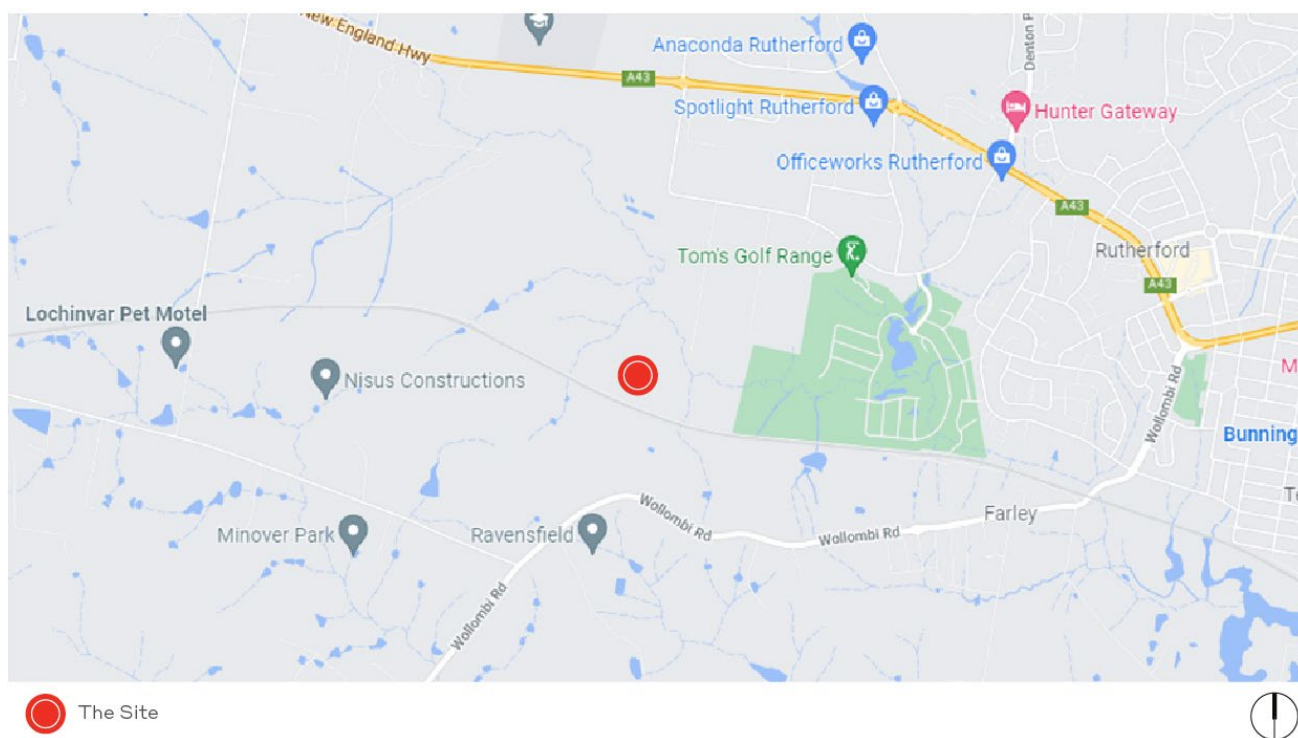 New England Hwy
A43
Anaconda Rutherford
Denton P
Spotlight Rutherford
Hunter Gateway
Officeworks Rutherford
A43
Rutherford
Tom's Golf Range
A43
Lochinvar Pet Motel
Nisus Constructions
M
Wollombi Rd
Bunning
Te
Wollombi Rd
Farley
Minover Park
Ravensfield
Wollombi Rd
Wollombi Rd
The Site